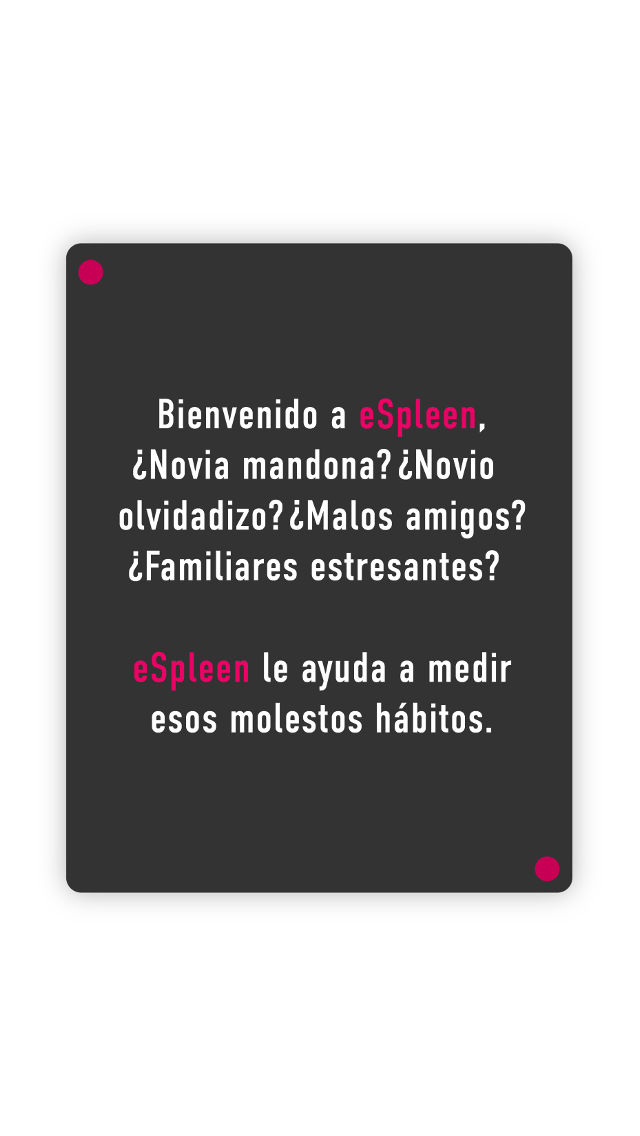 Bienvenido a eSpleen,
¿Novia mandona? ¿Novio
olvidadizo? ¿Malos amigos?
¿Familiares estresantes?
eSpleen le ayuda a medir
esos molestos hábitos.